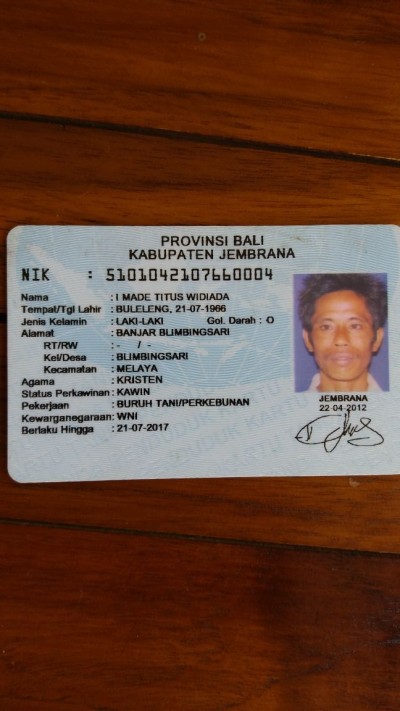 PROVINSI BALI
KABUPATEN JEMBRANA
NIK : 5101042107660004
Nama : I MADE TITUS WIDIADA
Tempat/Tgl Lahir : BULELENG, 21-07-1966
Jenis Kelamin : LAKI-LAKI Gol. Darah : O
Alamat : BANJAR BLIMBINGSARI
RT/RW : - / -
Kel/Desa : BLIMBINGSARI
Kecamatan : MELAYA
Agama : KRISTEN
Status Perkawinan : KAWIN
Pekerjaan : BURUH TANI/PERKEBUNAN
Kewarganegaraan : WNI
Berlaku Hingga : 21-07-2017
JEMBRANA
22-04-2012